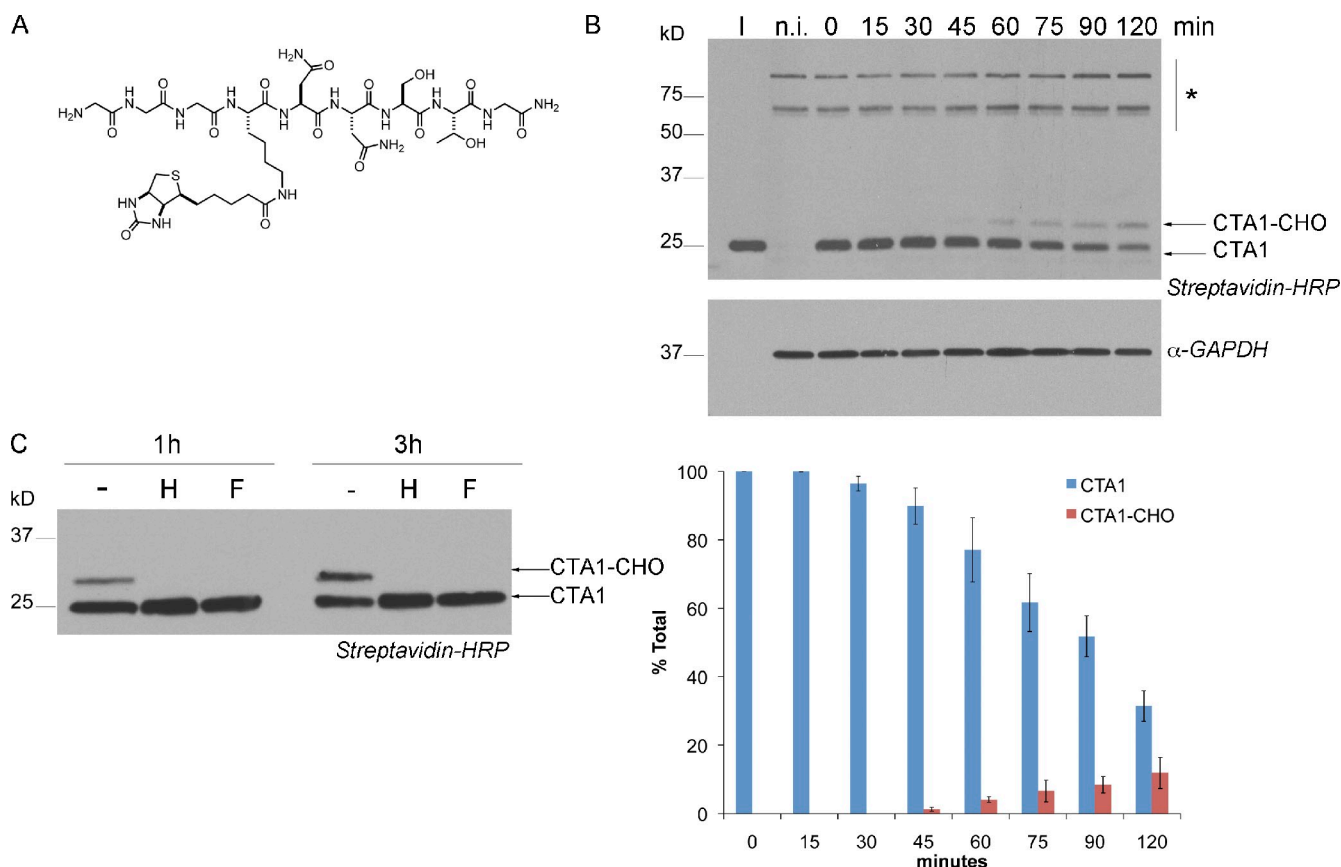 A
H₂N
O
H
N
O
N
H
O
H
N
O
H₂N
O
N
H
O
NH₂
O
H
N
O
OH
N
H
O
OH
H
N
O
NH₂
S
HN
NH
O
O
NH
B
kD I n.i. 0 15 30 45 60 75 90 120 min
75
50
37
25
*
CTA1-CHO
CTA1
Streptavidin-HRP
37
α-GAPDH
C
1h 3h
kD - H F - H F
37
25
CTA1-CHO
CTA1
Streptavidin-HRP
100
80
60
40
20
0
% Total
CTA1
CTA1-CHO
0 15 30 45 60 75 90 120
minutes